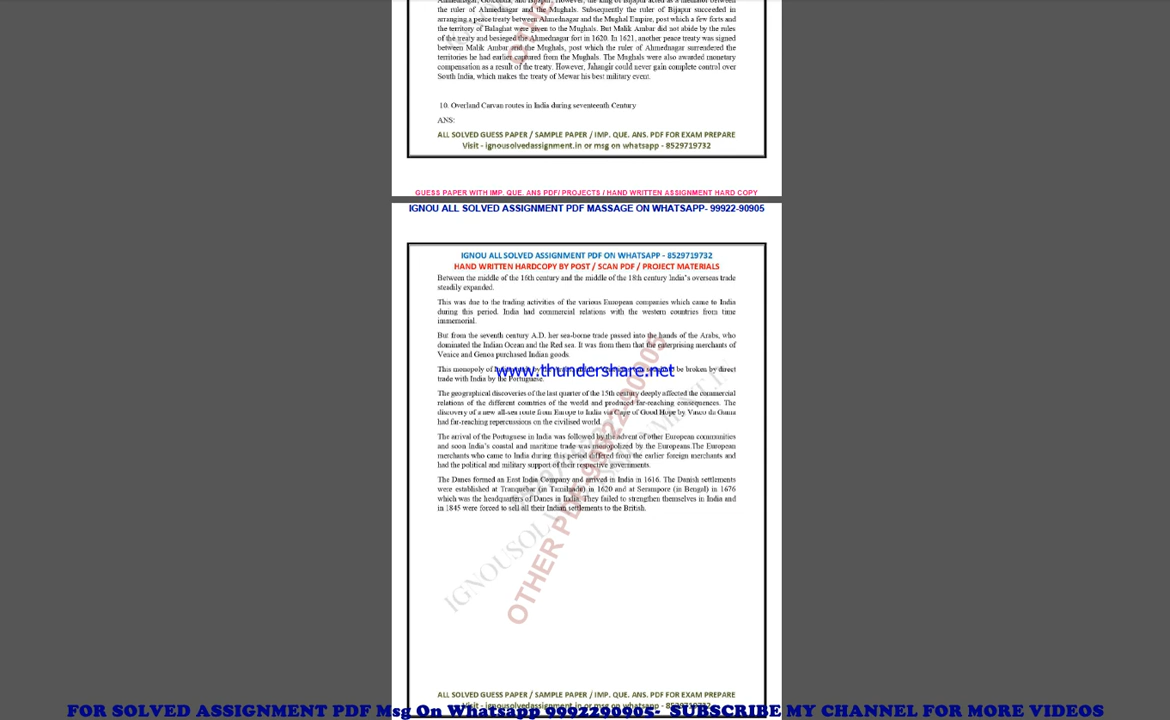 the ruler of Ahmednagar and the Mughals. Subsequently the ruler of Bijapur succeeded in
arranging a peace treaty between Ahmednagar and the Mughal Empire, post which a few forts and
the territory of Balaghat were given to the Mughals. But Malik Ambar did not abide by the rules
of the treaty and besieged the Ahmednagar fort in 1620. In 1621, another peace treaty was signed
between Malik Ambar and the Mughals, post which the ruler of Ahmednagar surrendered the
territories he had earlier captured from the Mughals. The Mughals were also awarded monetary
compensation as a result of the treaty. However, Jahangir could never gain complete control over
South India, which makes the treaty of Mewar his best military event.
10. Overland Carvan routes in India during seventeenth Century
ANS:
ALL SOLVED GUESS PAPER / SAMPLE PAPER / IMP. QUE. ANS. PDF FOR EXAM PREPARE
Visit - ignousolvedassignment.in or msg on whatsapp - 8529719732
GUESS PAPER WITH IMP. QUE. ANS PDF/ PROJECTS / HAND WRITTEN ASSIGNMENT HARD COPY
IGNOU ALL SOLVED ASSIGNMENT PDF MASSAGE ON WHATSAPP- 99922-90905
IGNOU ALL SOLVED ASSIGNMENT PDF ON WHATSAPP - 8529719732
HAND WRITTEN HARDCOPY BY POST / SCAN PDF / PROJECT MATERIALS
Between the middle of the 16th century and the middle of the 18th century India's overseas trade
steadily expanded.
This was due to the trading activities of the various European companies which came to India
during this period. India had commercial relations with the western countries from time
immemorial.
But from the seventh century A.D. her sea-borne trade passed into the hands of the Arabs, who
dominated the Indian Ocean and the Red sea. It was from them that the enterprising merchants of
Venice and Genoa purchased Indian goods.
This monopoly of be broken by direct
www.thundershare.net
trade with India by the Portuguese.
The geographical discoveries of the last quarter of the 15th century deeply affected the commercial
relations of the different countries of the world and produced far-reaching consequences. The
discovery of a new all-sea route from Europe to India via Cape of Good Hope by Vasco da Gama
had far-reaching repercussions on the civilised world.
The arrival of the Portuguese in India was followed by the advent of other European communities
and soon India's coastal and maritime trade was monopolized by the Europeans.The European
merchants who came to India during this period differed from the earlier foreign merchants and
had the political and military support of their respective governments.
The Danes formed an East India Company and arrived in India in 1616. The Danish settlements
were established at Tranquebar (in Tamilnadu) in 1620 and at Serampore (in Bengal) in 1676
which was the headquarters of Danes in India. They failed to strengthen themselves in India and
in 1845 were forced to sell all their Indian settlements to the British.
OTHER PDF 99922-90905
ALL SOLVED GUESS PAPER / SAMPLE PAPER / IMP. QUE. ANS. PDF FOR EXAM PREPARE
Visit - ignousolvedassignment.in or msg on whatsapp - 8529719732
FOR SOLVED ASSIGNMENT PDF Msg On Whatsapp 9992290905- SUBSCRIBE MY CHANNEL FOR MORE VIDEOS